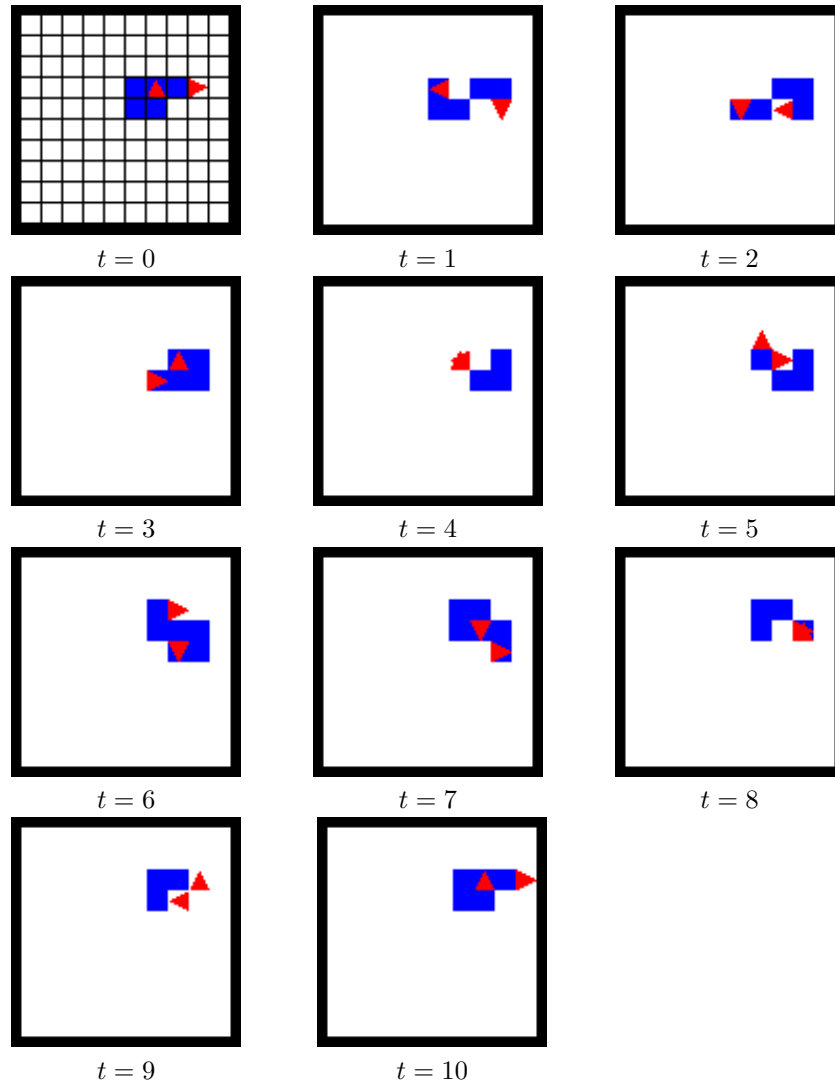 t = 0
t = 1
t = 2
t = 3
t = 4
t = 5
t = 6
t = 7
t = 8
t = 9
t = 10